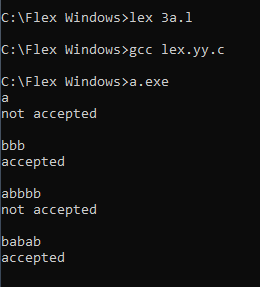 C:\Flex Windows>lex 3a.l
C:\Flex Windows>gcc lex.yy.c
C:\Flex Windows>a.exe
a
not accepted
bbb
accepted
abbbb
not accepted
babab
accepted